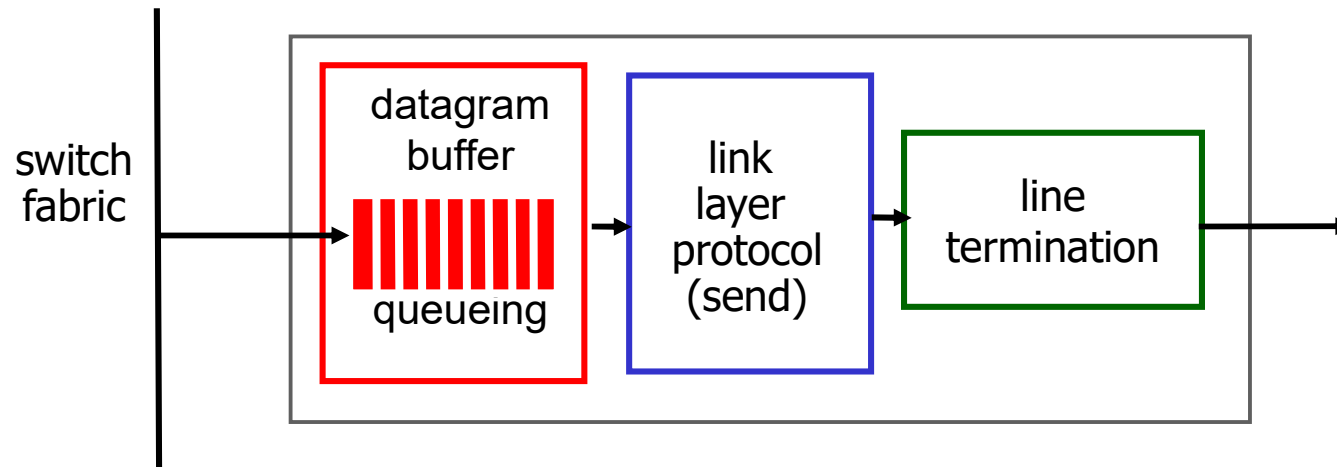 switch
fabric
datagram
buffer
queueing
link
layer
protocol
(send)
line
termination